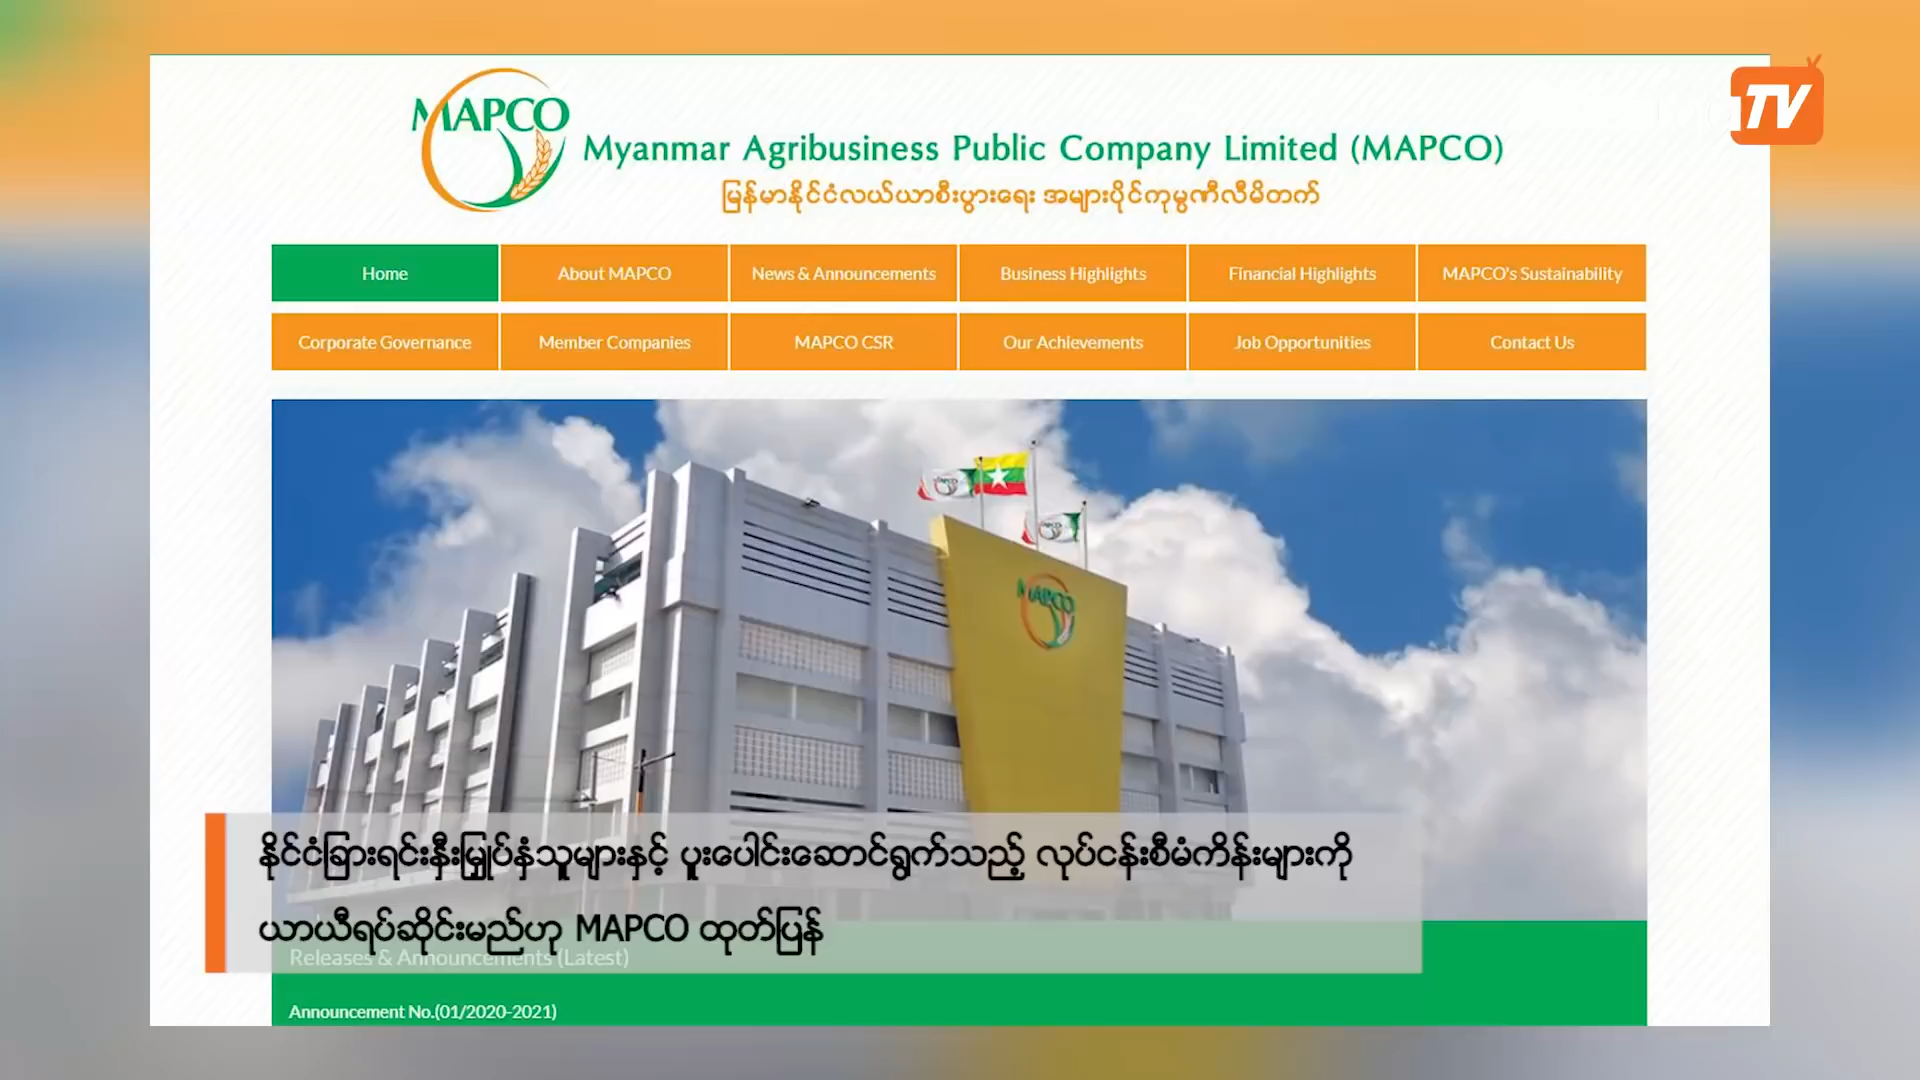 TV
MAPCO
Myanmar Agribusiness Public Company Limited (MAPCO)
မြန်မာနိုင်ငံလယ်ယာစီးပွားရေး အများပိုင်ကုမ္ပဏီလီမိတက်
Home
About MAPCO
News & Announcements
Business Highlights
Financial Highlights
MAPCO's Sustainability
Corporate Governance
Member Companies
MAPCO CSR
Our Achievements
Job Opportunities
Contact Us
MAPCO
MAPCO
MAPCO
နိုင်ငံခြားရင်းနှီးမြှုပ်နှံသူများနှင့် ပူးပေါင်းဆောင်ရွက်သည့် လုပ်ငန်းစီမံကိန်းများကို
ယာယီရပ်ဆိုင်းမည်ဟု MAPCO ထုတ်ပြန်
Releases & Announcements (Latest)
Announcement No.(01/2020-2021)